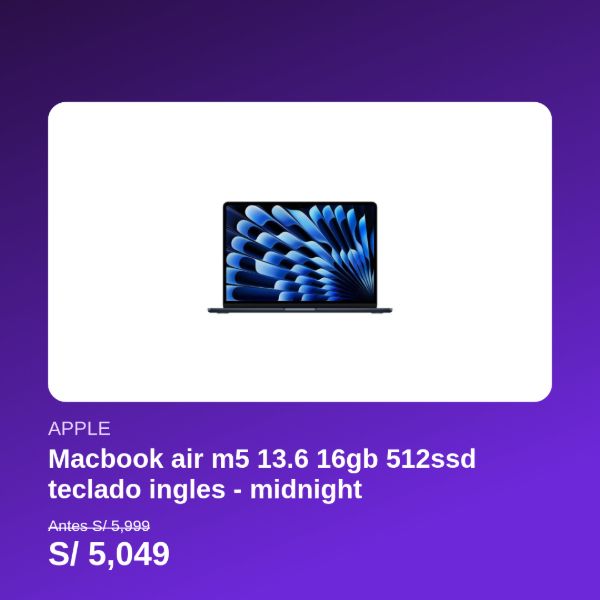 APPLE
Macbook air m5 13.6 16gb 512ssd
teclado ingles - midnight
Antes S/ 5,999
S/ 5,049